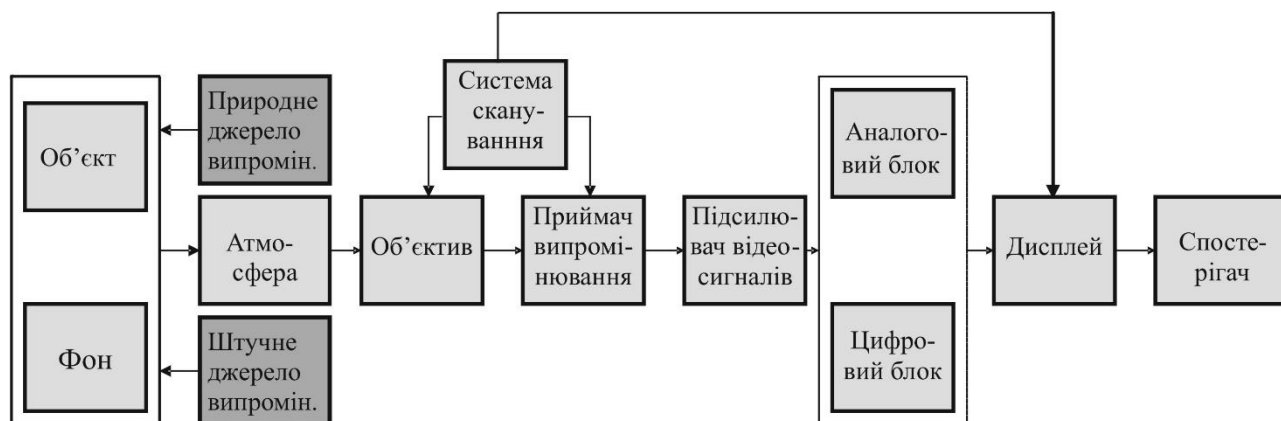 Об’єкт
Фон
Природне
джерело
випромін.
Атмо-
сфера
Штучне
джерело
випромін.
Система
скану-
ванння
Об’єктив
Приймач
випромі-
нювання
Підсилю-
вач відео-
сигналів
Аналого-
вий блок
Цифро-
вий блок
Дисплей
Спосте-
рігач